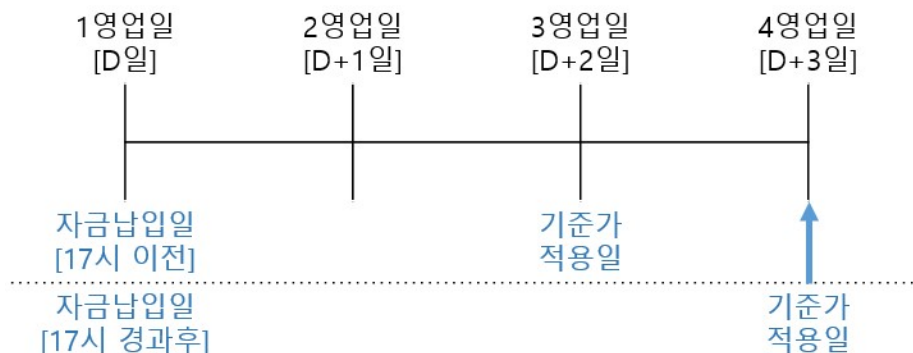 1영업일 2영업일 3영업일 4영업일
[D일] [D+1일] [D+2일] [D+3일]
자금납입일 기준가
[17시 이전] 적용일
자금납입일 기준가
[17시 경과후] 적용일